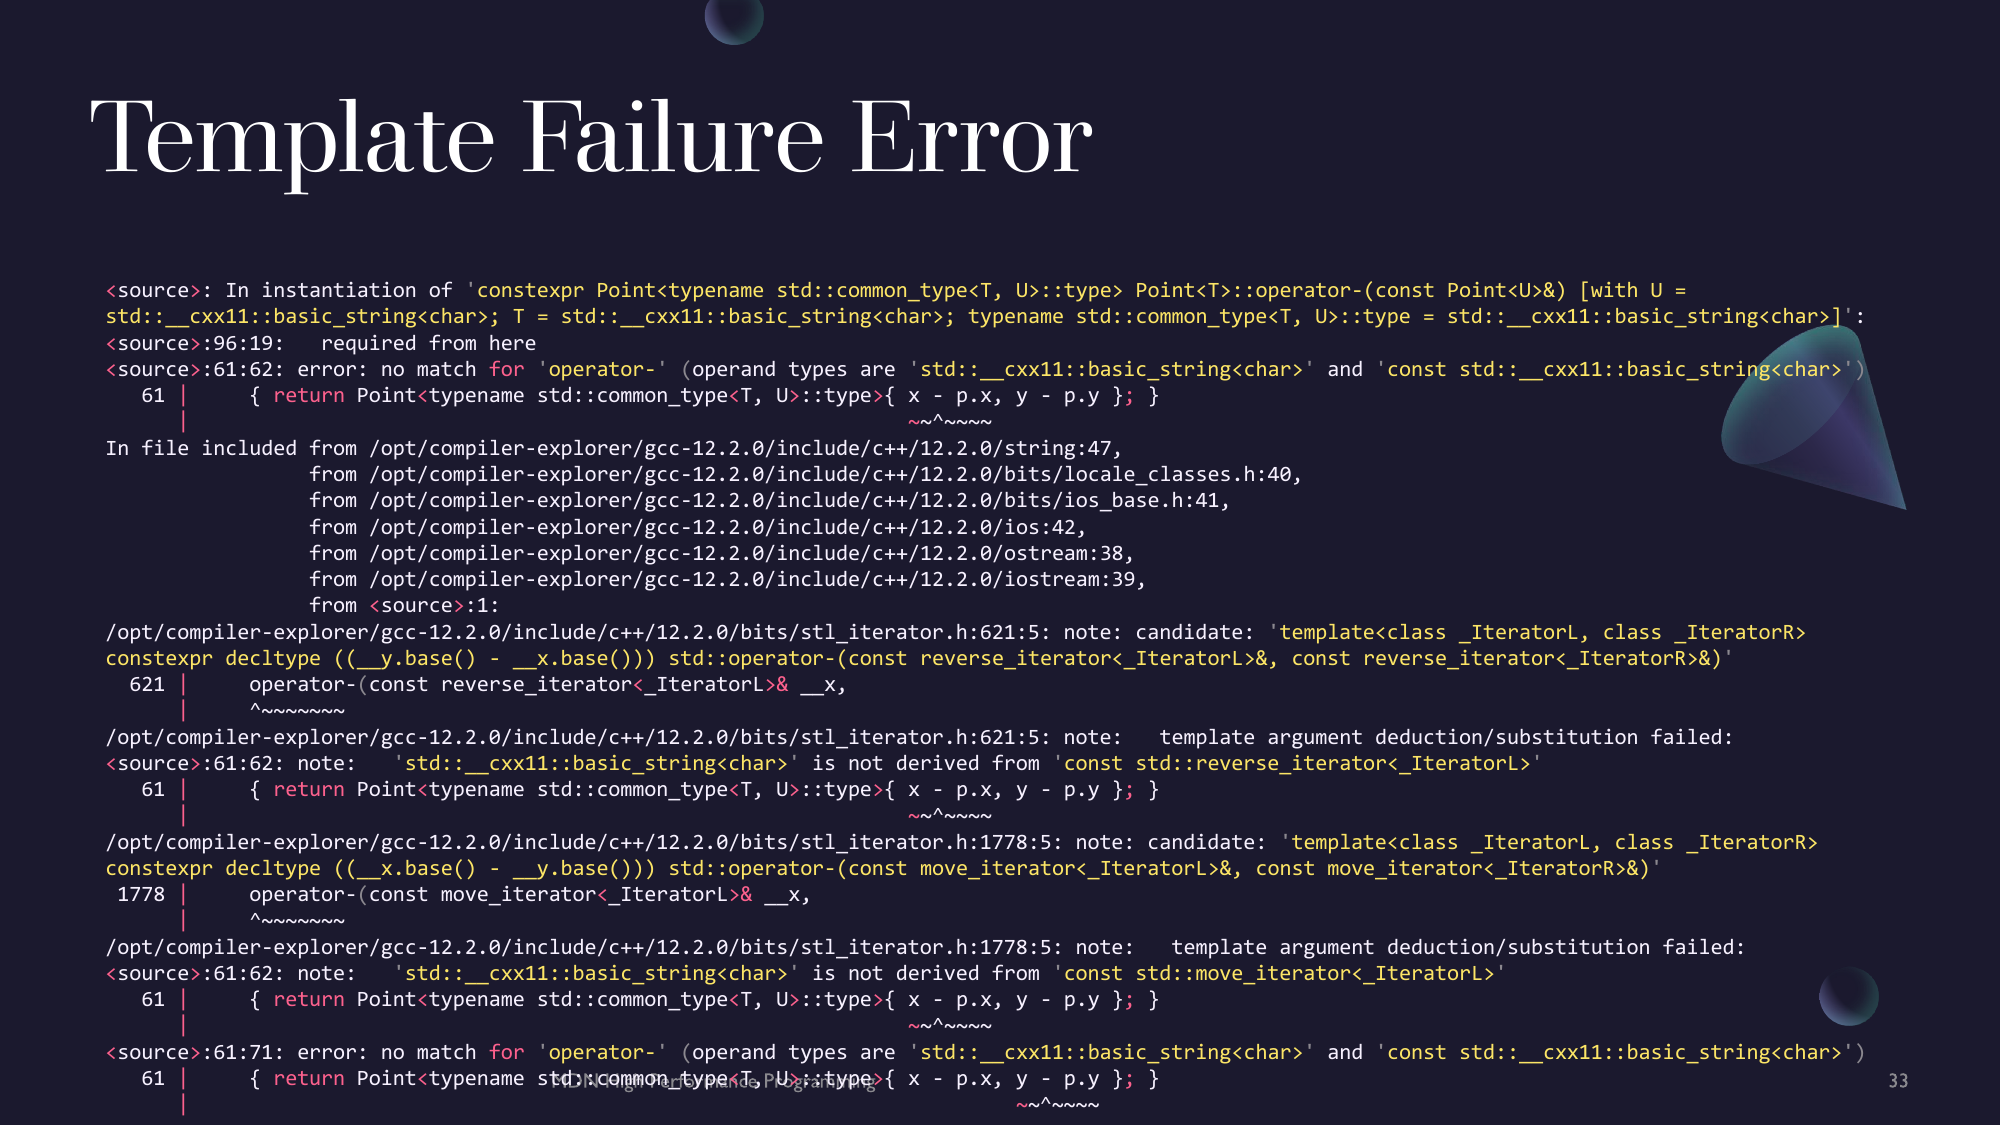 Template Failure Error
<source>: In instantiation of 'constexpr Point<typename std::common_type<T, U>::type> Point<T>::operator-(const Point<U>&) [with U =
std::__cxx11::basic_string<char>; T = std::__cxx11::basic_string<char>; typename std::common_type<T, U>::type = std::__cxx11::basic_string<char>]':
<source>:96:19:   required from here
<source>:61:62: error: no match for 'operator-' (operand types are 'std::__cxx11::basic_string<char>' and 'const std::__cxx11::basic_string<char>')
   61 |     { return Point<typename std::common_type<T, U>::type>{ x - p.x, y - p.y }; }
      |                                                            ~~^~~~~
In file included from /opt/compiler-explorer/gcc-12.2.0/include/c++/12.2.0/string:47,
                 from /opt/compiler-explorer/gcc-12.2.0/include/c++/12.2.0/bits/locale_classes.h:40,
                 from /opt/compiler-explorer/gcc-12.2.0/include/c++/12.2.0/bits/ios_base.h:41,
                 from /opt/compiler-explorer/gcc-12.2.0/include/c++/12.2.0/ios:42,
                 from /opt/compiler-explorer/gcc-12.2.0/include/c++/12.2.0/ostream:38,
                 from /opt/compiler-explorer/gcc-12.2.0/include/c++/12.2.0/iostream:39,
                 from <source>:1:
/opt/compiler-explorer/gcc-12.2.0/include/c++/12.2.0/bits/stl_iterator.h:621:5: note: candidate: 'template<class _IteratorL, class _IteratorR>
constexpr decltype ((__y.base() - __x.base())) std::operator-(const reverse_iterator<_IteratorL>&, const reverse_iterator<_IteratorR>&)'
  621 |     operator-(const reverse_iterator<_IteratorL>& __x,
      |     ^~~~~~~~
/opt/compiler-explorer/gcc-12.2.0/include/c++/12.2.0/bits/stl_iterator.h:621:5: note:   template argument deduction/substitution failed:
<source>:61:62: note:   'std::__cxx11::basic_string<char>' is not derived from 'const std::reverse_iterator<_IteratorL>'
   61 |     { return Point<typename std::common_type<T, U>::type>{ x - p.x, y - p.y }; }
      |                                                            ~~^~~~~
/opt/compiler-explorer/gcc-12.2.0/include/c++/12.2.0/bits/stl_iterator.h:1778:5: note: candidate: 'template<class _IteratorL, class _IteratorR>
constexpr decltype ((__x.base() - __y.base())) std::operator-(const move_iterator<_IteratorL>&, const move_iterator<_IteratorR>&)'
 1778 |     operator-(const move_iterator<_IteratorL>& __x,
      |     ^~~~~~~~
/opt/compiler-explorer/gcc-12.2.0/include/c++/12.2.0/bits/stl_iterator.h:1778:5: note:   template argument deduction/substitution failed:
<source>:61:62: note:   'std::__cxx11::basic_string<char>' is not derived from 'const std::move_iterator<_IteratorL>'
   61 |     { return Point<typename std::common_type<T, U>::type>{ x - p.x, y - p.y }; }
      |                                                            ~~^~~~~
<source>:61:71: error: no match for 'operator-' (operand types are 'std::__cxx11::basic_string<char>' and 'const std::__cxx11::basic_string<char>')
   61 |     { return Point<typename std::common_type<T, U>::type>{ x - p.x, y - p.y }; }
      |                                                                     ~~^~~~~
High Performance Programming
33